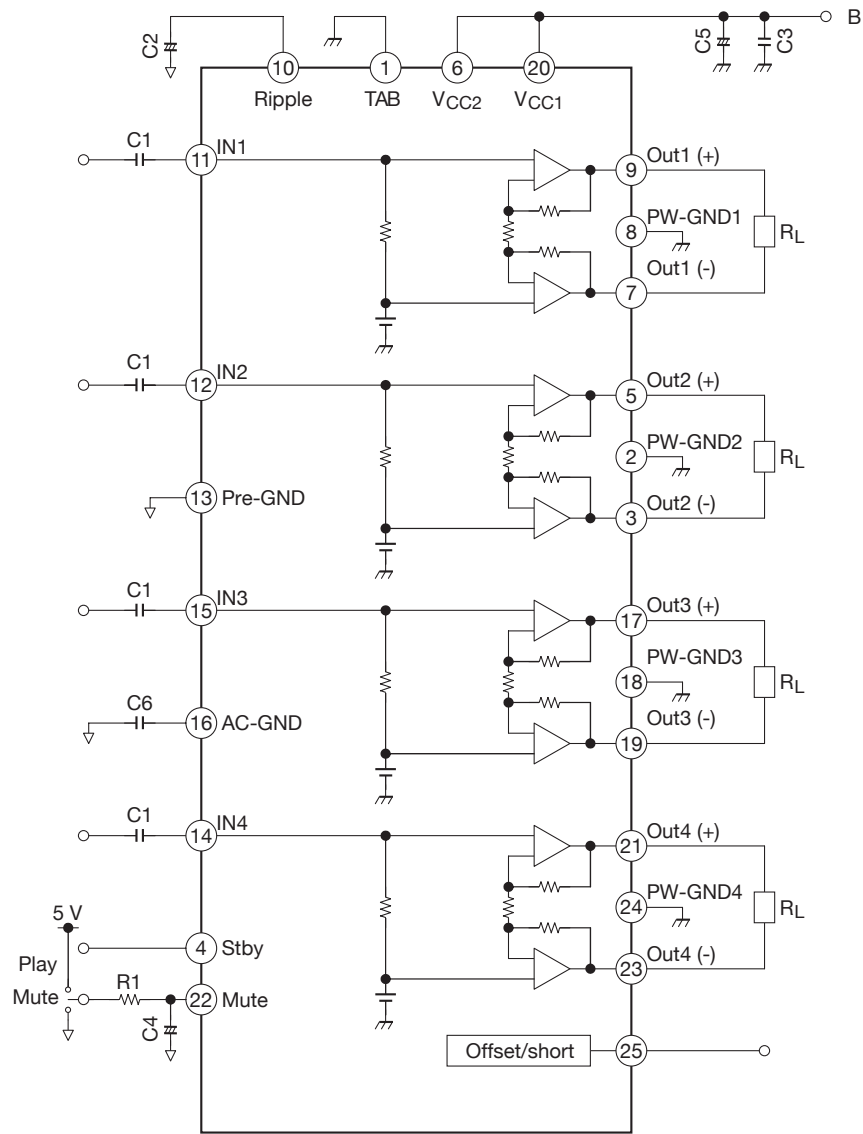 B
C2
C5
C3
10
1
6
20
Ripple
TAB
VCC2
VCC1
C1
11
IN1
9
Out1 (+)
8
PW-GND1
RL
Out1 (-)
7
C1
12
IN2
5
Out2 (+)
2
PW-GND2
RL
13
Pre-GND
3
Out2 (-)
C1
15
IN3
17
Out3 (+)
PW-GND3
18
RL
C6
16
AC-GND
Out3 (-)
19
C1
14
IN4
21
Out4 (+)
24
PW-GND4
RL
5 V
4
Stby
23
Out4 (-)
Play
Mute
R1
22
Mute
C4
Offset/short
25